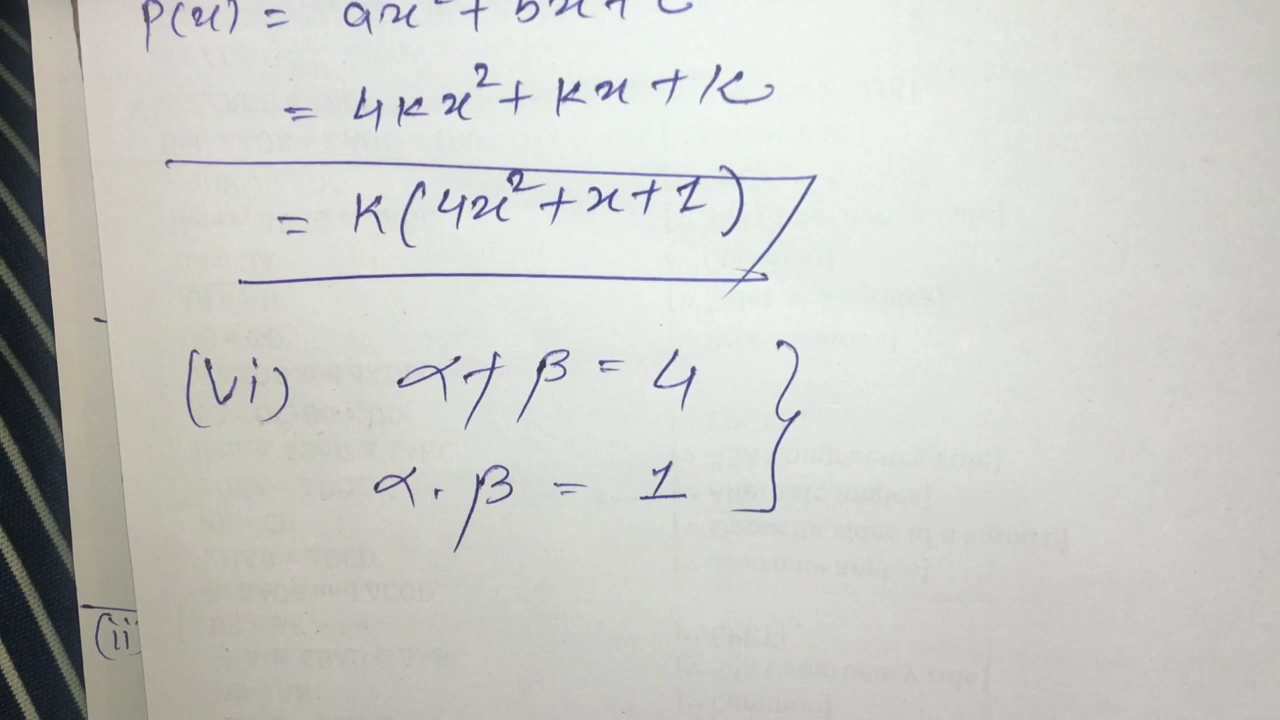 P(x) = ax² + bx + c
= 4kx² + kx + k
= k(4x² + x + 1)
(vi) α + β = 4
α . β = 1
(ii)